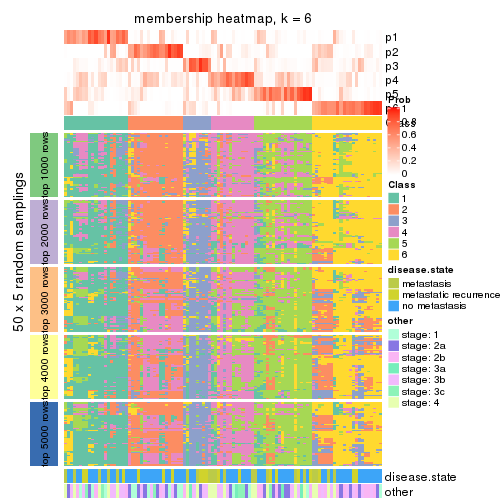 membership heatmap, k = 6
p1
p2
p3
p4
p5
p6
Prob
1
0.8
0.6
0.4
0.2
0
Class
Class
1
2
3
4
5
6
disease.state
metastasis
metastatic recurrence
no metastasis
other
stage: 1
stage: 2a
stage: 2b
stage: 3a
stage: 3b
stage: 3c
stage: 4
50 x 5 random samplings
top 1000 rows
top 2000 rows
top 3000 rows
top 4000 rows
top 5000 rows
disease.state
other